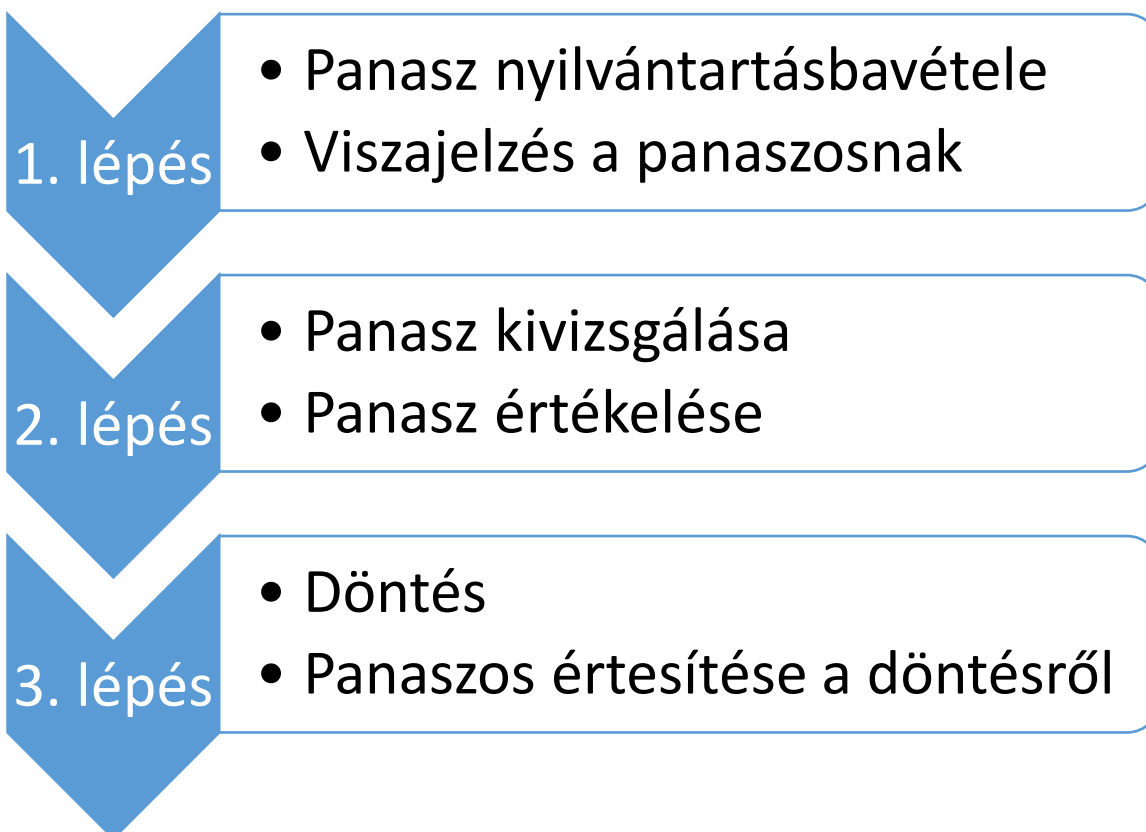 1. lépés
• Panasz nyilvántartásbavétele
• Viszajelzés a panaszosnak
2. lépés
• Panasz kivizsgálása
• Panasz értékelése
3. lépés
• Döntés
• Panaszos értesítése a döntésről